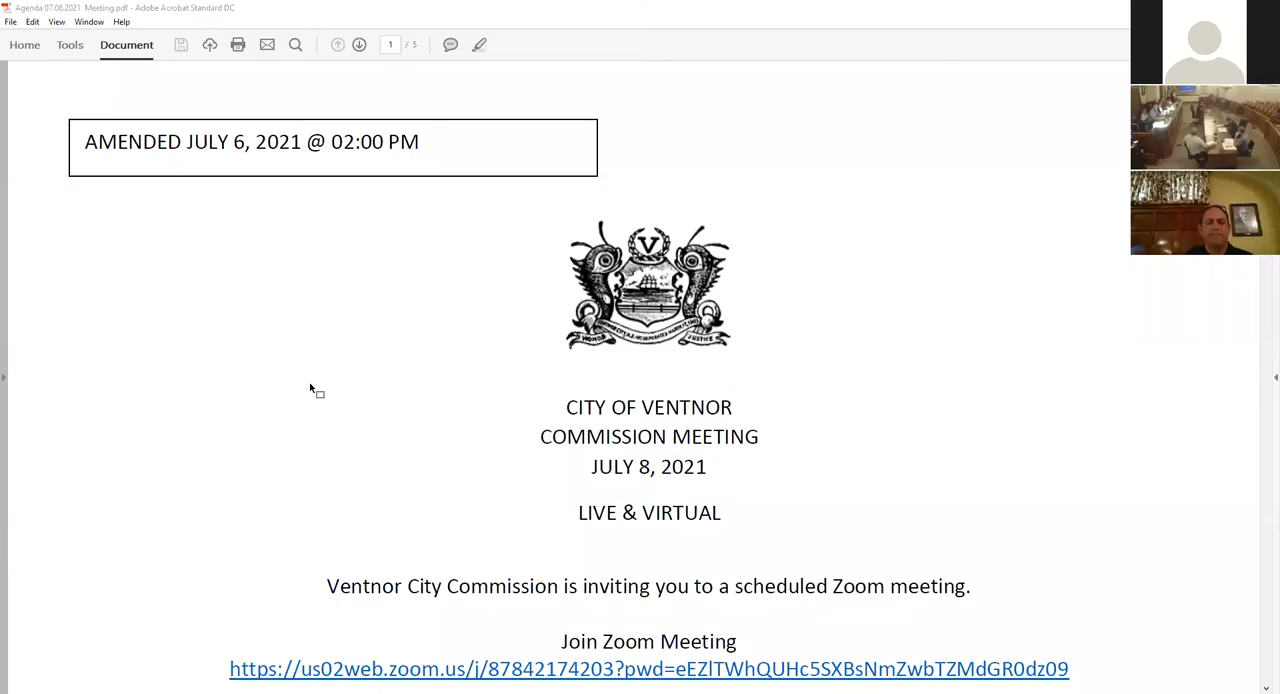 Agenda 07.08.2021 Meeting.pdf - Adobe Acrobat Standard DC
File Edit View Window Help
Home Tools Document 1 / 5
AMENDED JULY 6, 2021 @ 02:00 PM
V
HONOR JUSTICE
CITY OF VENTNOR
COMMISSION MEETING
JULY 8, 2021
LIVE & VIRTUAL
Ventnor City Commission is inviting you to a scheduled Zoom meeting.
Join Zoom Meeting
https://us02web.zoom.us/j/87842174203?pwd=eEZlTWhQUHc5SXBsNmZwbTZMdGR0dz09